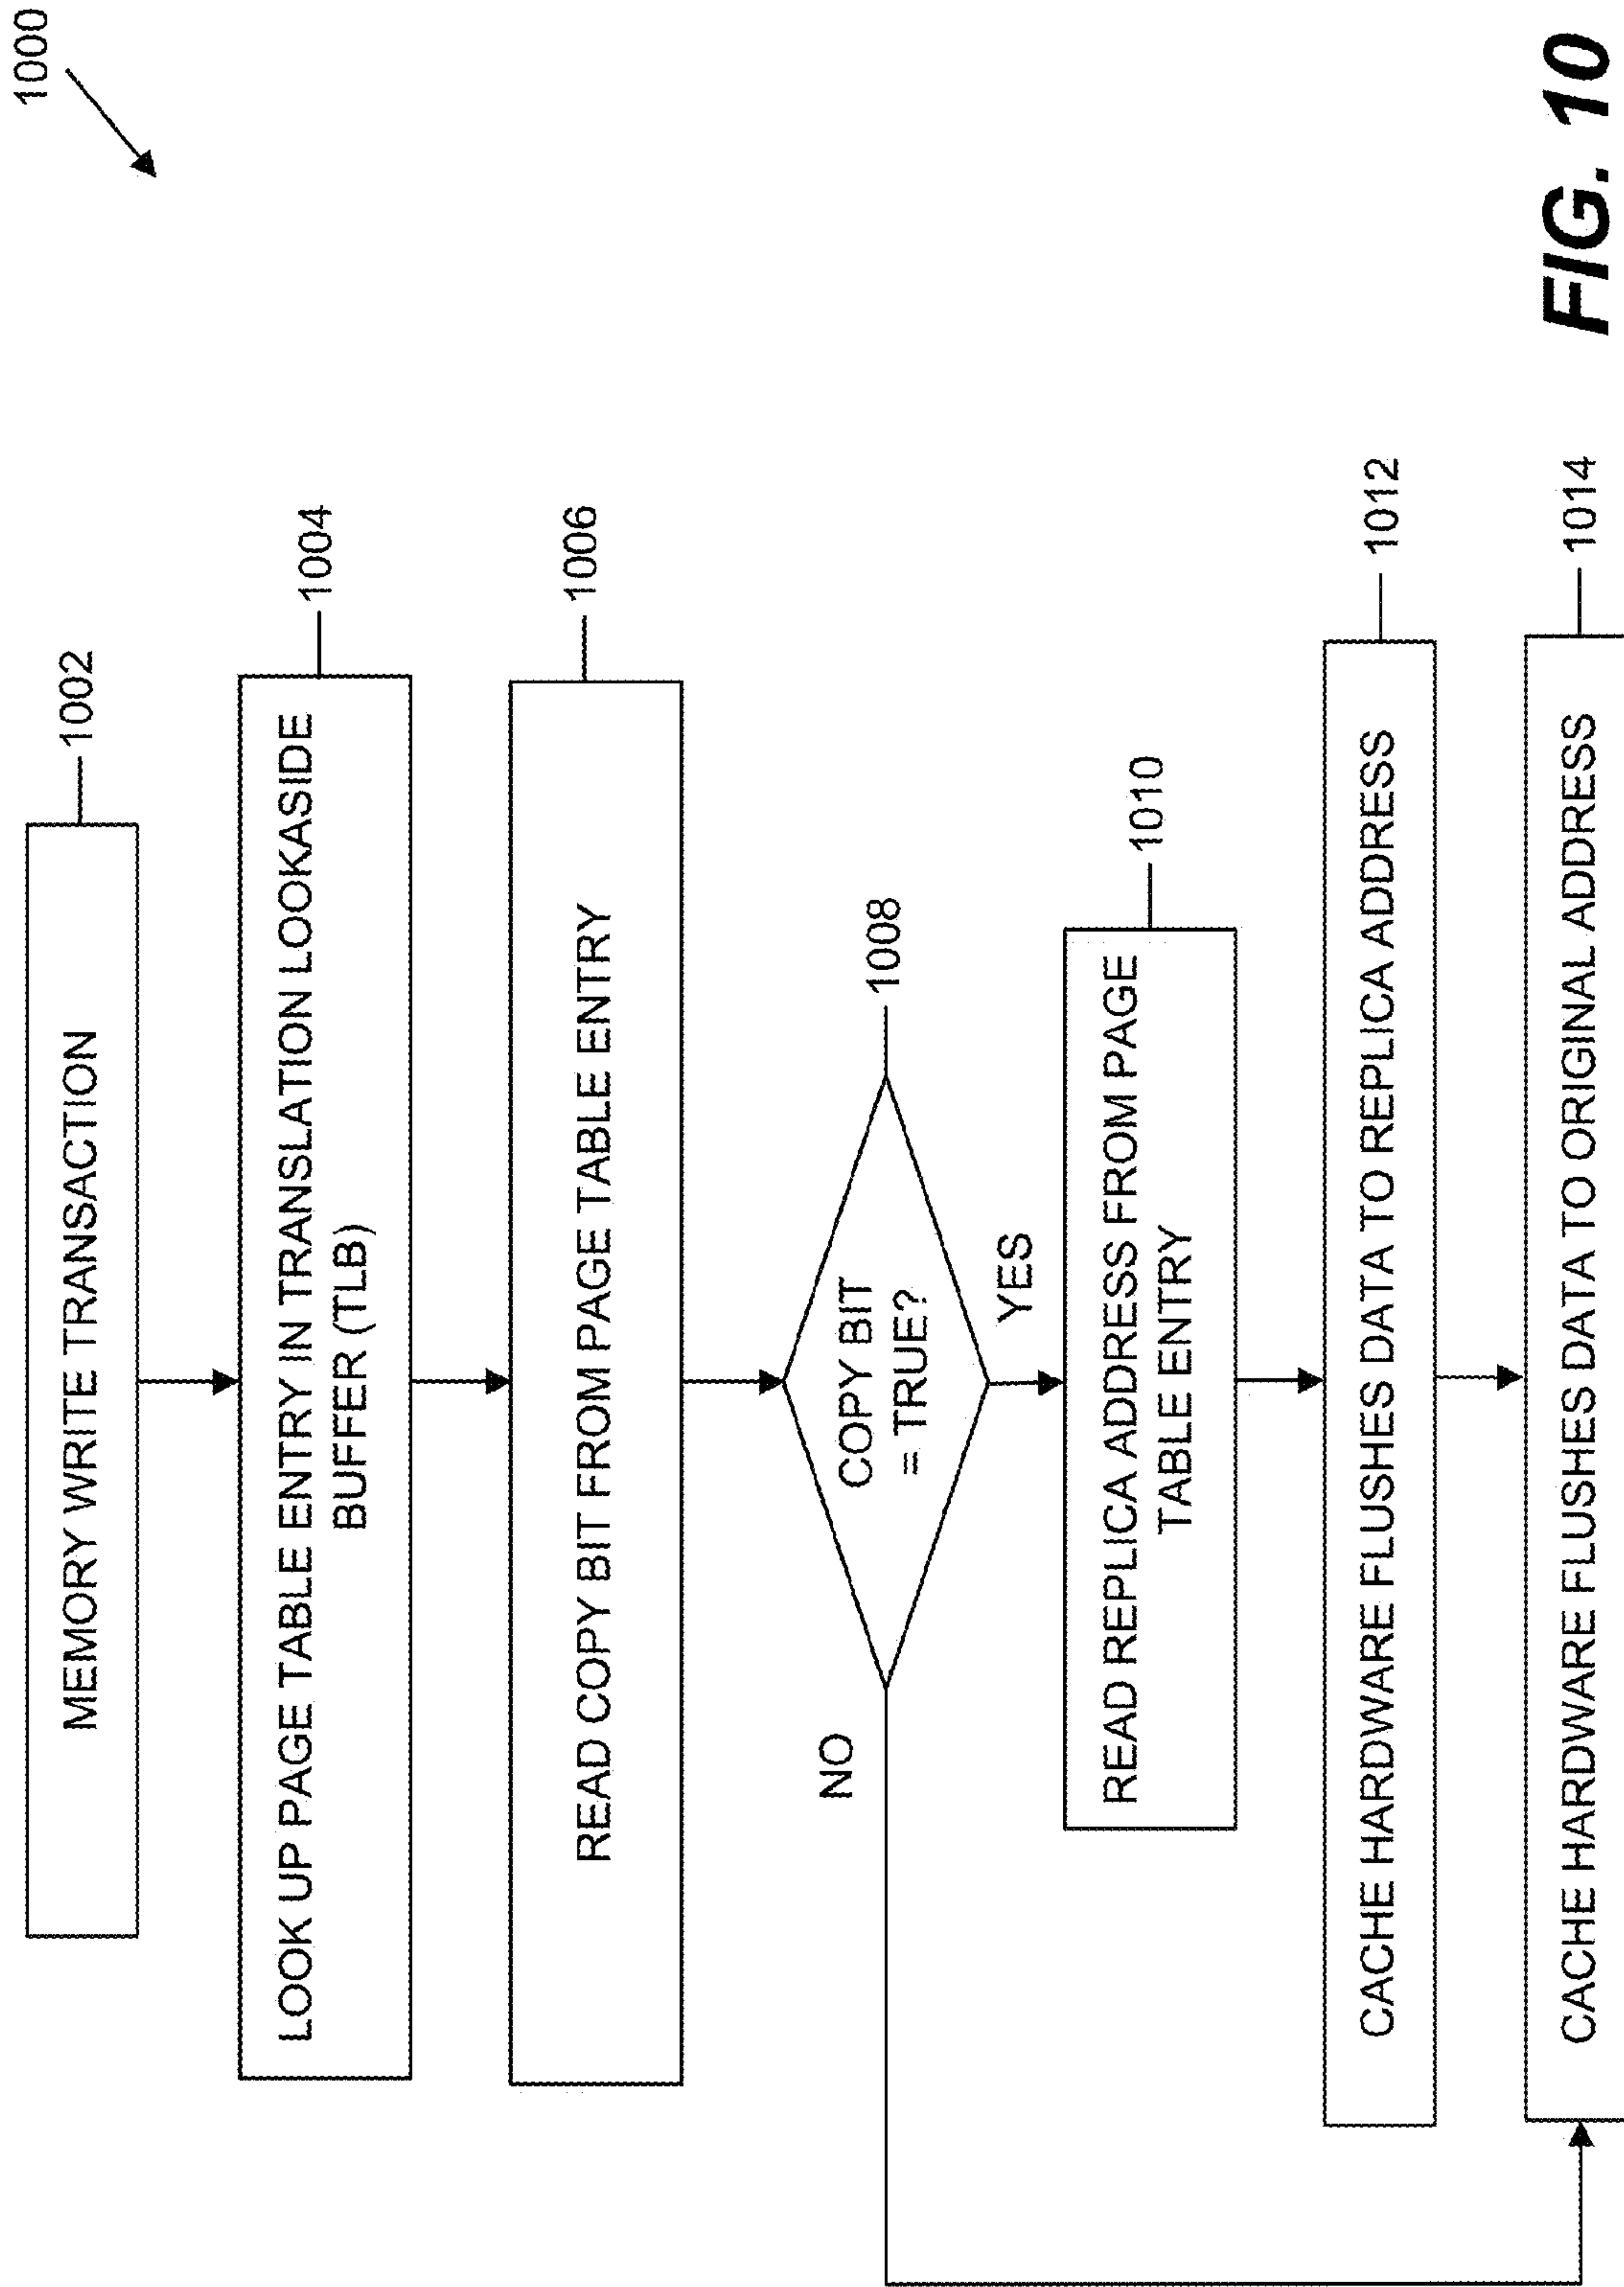 1000
MEMORY WRITE TRANSACTION
1002
LOOK UP PAGE TABLE ENTRY IN TRANSLATION LOOKASIDE
BUFFER (TLB)
1004
READ COPY BIT FROM PAGE TABLE ENTRY
1006
COPY BIT
= TRUE?
1008
NO
YES
READ REPLICA ADDRESS FROM PAGE
TABLE ENTRY
1010
CACHE HARDWARE FLUSHES DATA TO REPLICA ADDRESS
1012
CACHE HARDWARE FLUSHES DATA TO ORIGINAL ADDRESS
1014
FIG. 10